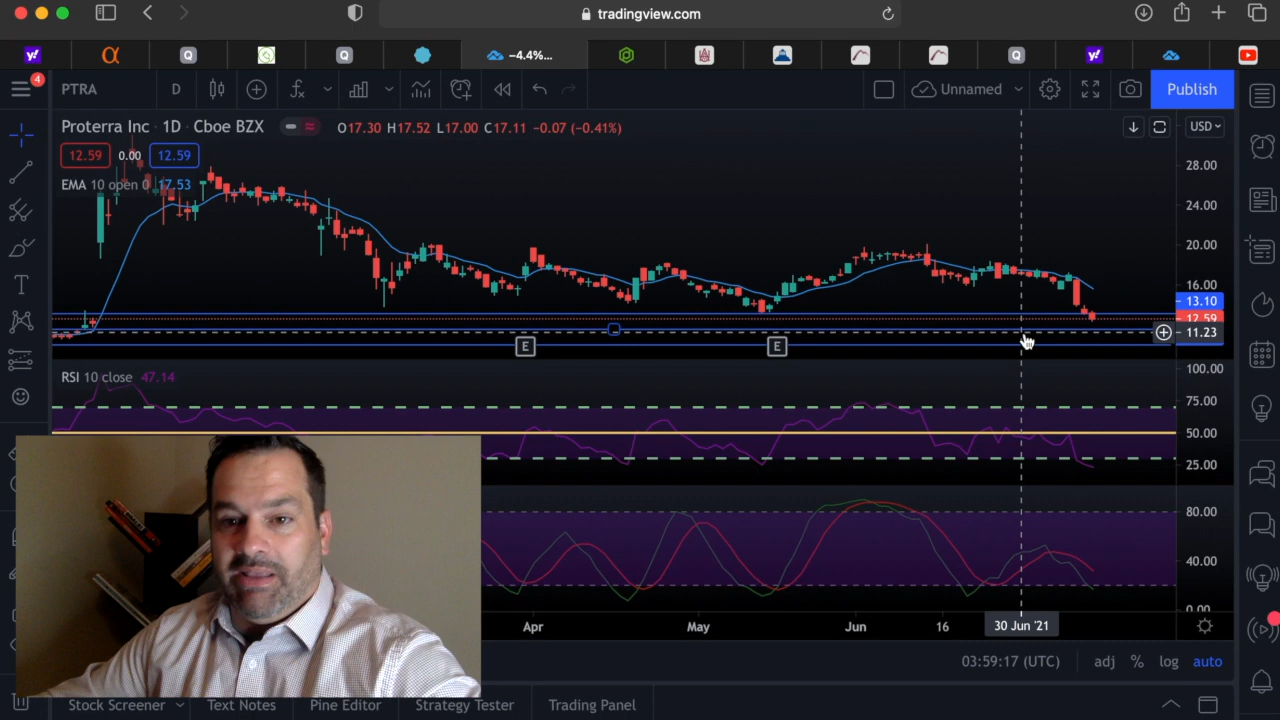 tradingview.com
y!
α
Q
Q
−4.4%...
Q
y!
4
PTRA
D
Unnamed
Publish
Proterra Inc · 1D · Cboe BZX
O17.30 H17.52 L17.00 C17.11 −0.07 (−0.41%)
USD
12.59
0.00
12.59
EMA 10 open 0 17.53
28.00
24.00
20.00
16.00
13.10
12.59
11.23
E
E
RSI 10 close 47.14
100.00
75.00
50.00
25.00
80.00
40.00
0.00
Apr
May
Jun
16
30 Jun '21
03:59:17 (UTC)
adj
%
log
auto
Stock Screener
Text Notes
Pine Editor
Strategy Tester
Trading Panel